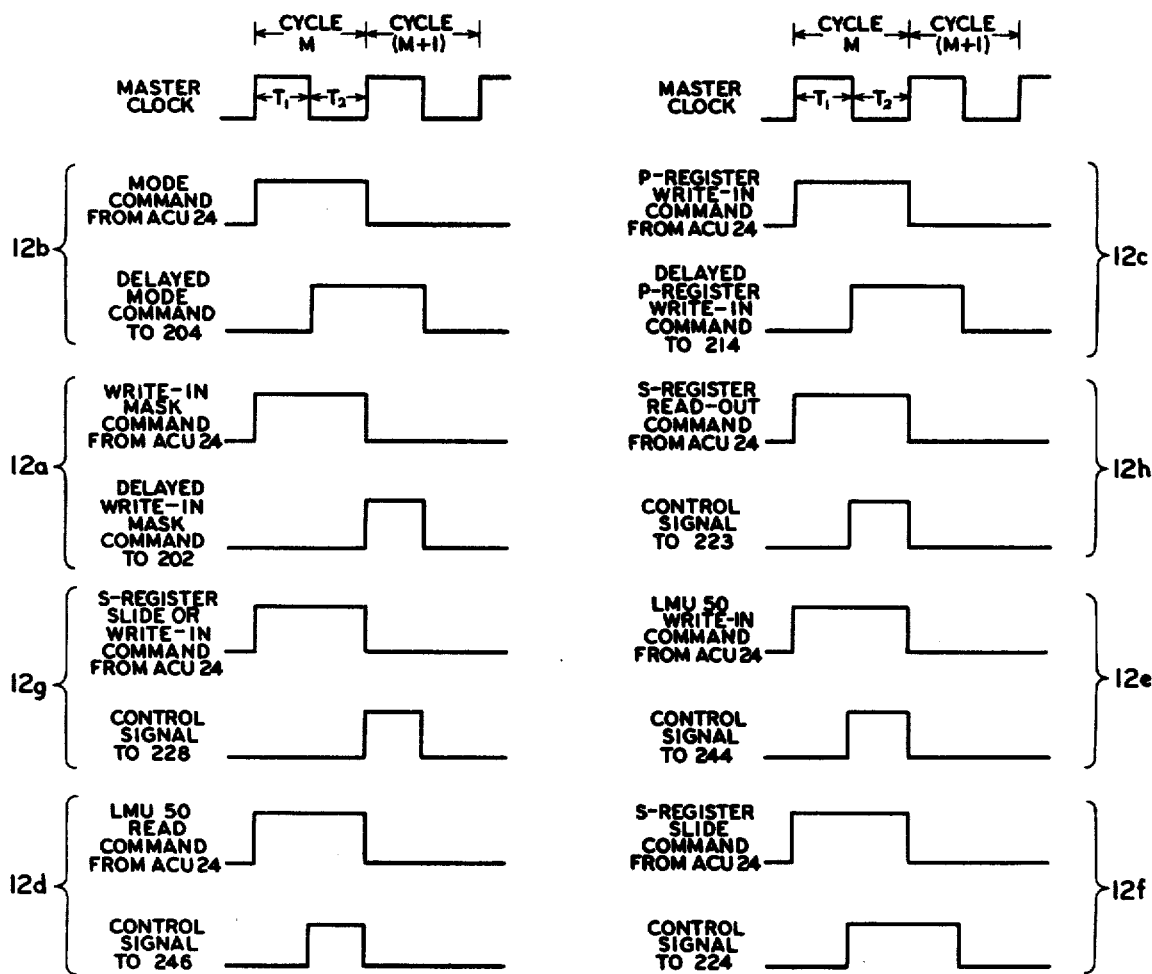 CYCLE
M
CYCLE
(M+1)
MASTER
CLOCK
T₁
T₂
12b
MODE
COMMAND
FROM ACU 24
DELAYED
MODE
COMMAND
TO 204
12a
WRITE-IN
MASK
COMMAND
FROM ACU 24
DELAYED
WRITE-IN
MASK
COMMAND
TO 202
12g
S-REGISTER
SLIDE OR
WRITE-IN
COMMAND
FROM ACU 24
CONTROL
SIGNAL
TO 228
12d
LMU 50
READ
COMMAND
FROM ACU 24
CONTROL
SIGNAL
TO 246
CYCLE
M
CYCLE
(M+1)
MASTER
CLOCK
T₁
T₂
P-REGISTER
WRITE-IN
COMMAND
FROM ACU 24
DELAYED
P-REGISTER
WRITE-IN
COMMAND
TO 214
12c
S-REGISTER
READ-OUT
COMMAND
FROM ACU 24
CONTROL
SIGNAL
TO 223
12h
LMU 50
WRITE-IN
COMMAND
FROM ACU 24
CONTROL
SIGNAL
TO 244
12e
S-REGISTER
SLIDE
COMMAND
FROM ACU 24
CONTROL
SIGNAL
TO 224
12f